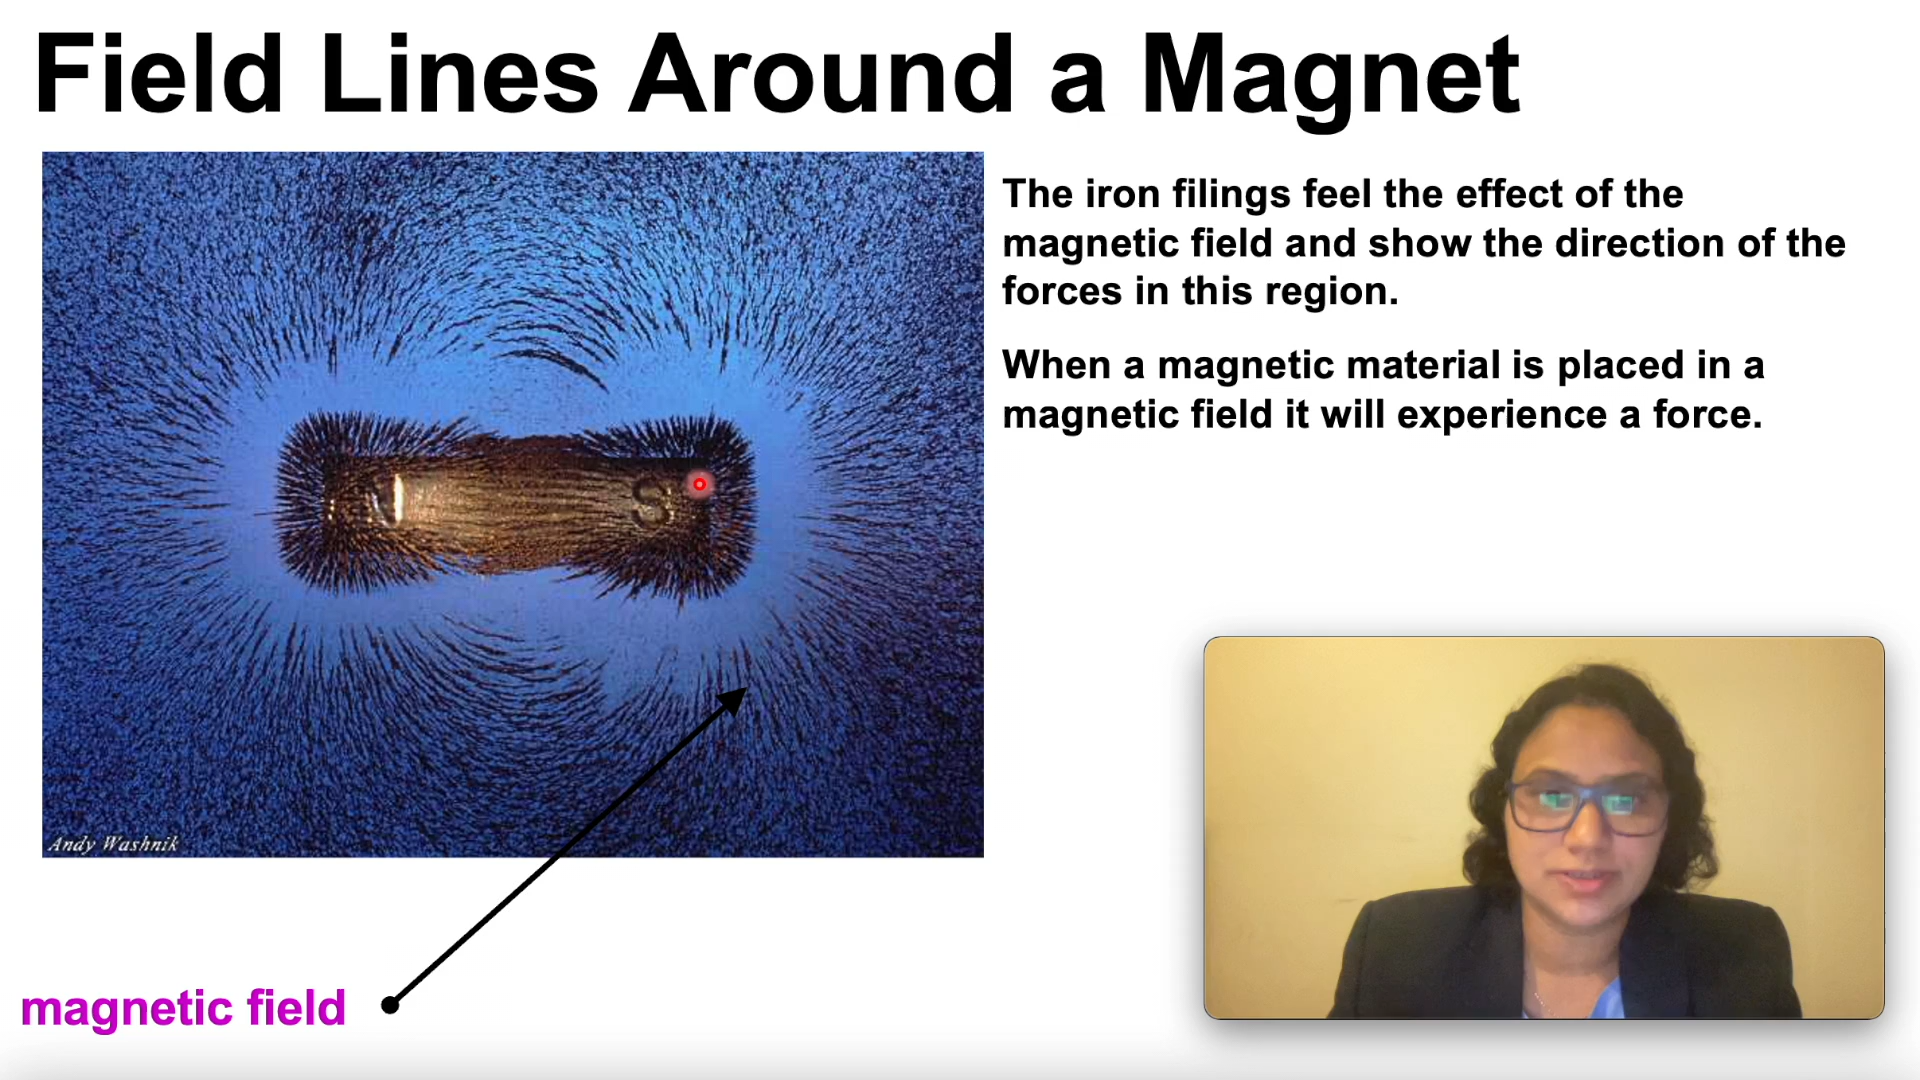 Field Lines Around a Magnet
The iron filings feel the effect of the
magnetic field and show the direction of the
forces in this region.
When a magnetic material is placed in a
magnetic field it will experience a force.
S
Andy Washnik
magnetic field